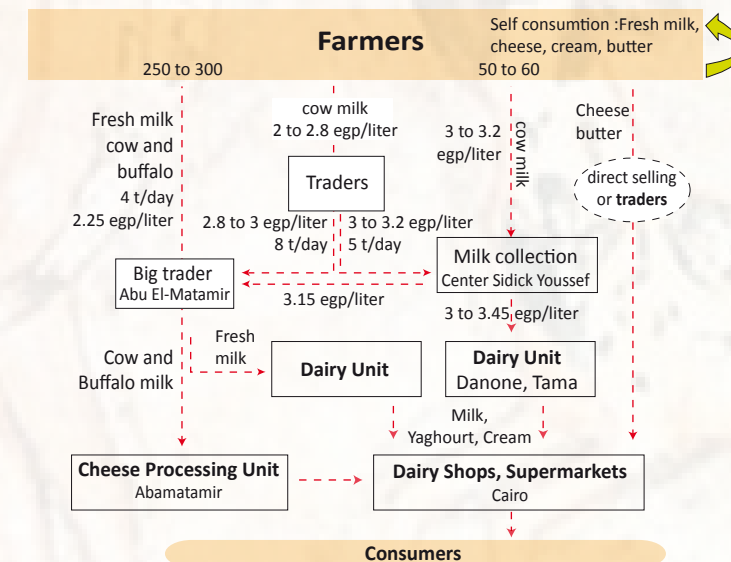 Farmers
Self consumtion :Fresh milk,
cheese, cream, butter
250 to 300
50 to 60
Fresh milk
cow and
buffalo
4 t/day
2.25 egp/liter
cow milk
2 to 2.8 egp/liter
3 to 3.2
egp/liter
cow milk
Cheese
butter
Traders
direct selling
or traders
2.8 to 3 egp/liter
8 t/day
3 to 3.2 egp/liter
5 t/day
Big trader
Abu El-Matamir
Milk collection
Center Sidick Youssef
3.15 egp/liter
3 to 3.45 egp/liter
Cow and
Buffalo milk
Fresh
milk
Dairy Unit
Dairy Unit
Danone, Tama
Milk,
Yaghourt, Cream
Cheese Processing Unit
Abamatamir
Dairy Shops, Supermarkets
Cairo
Consumers